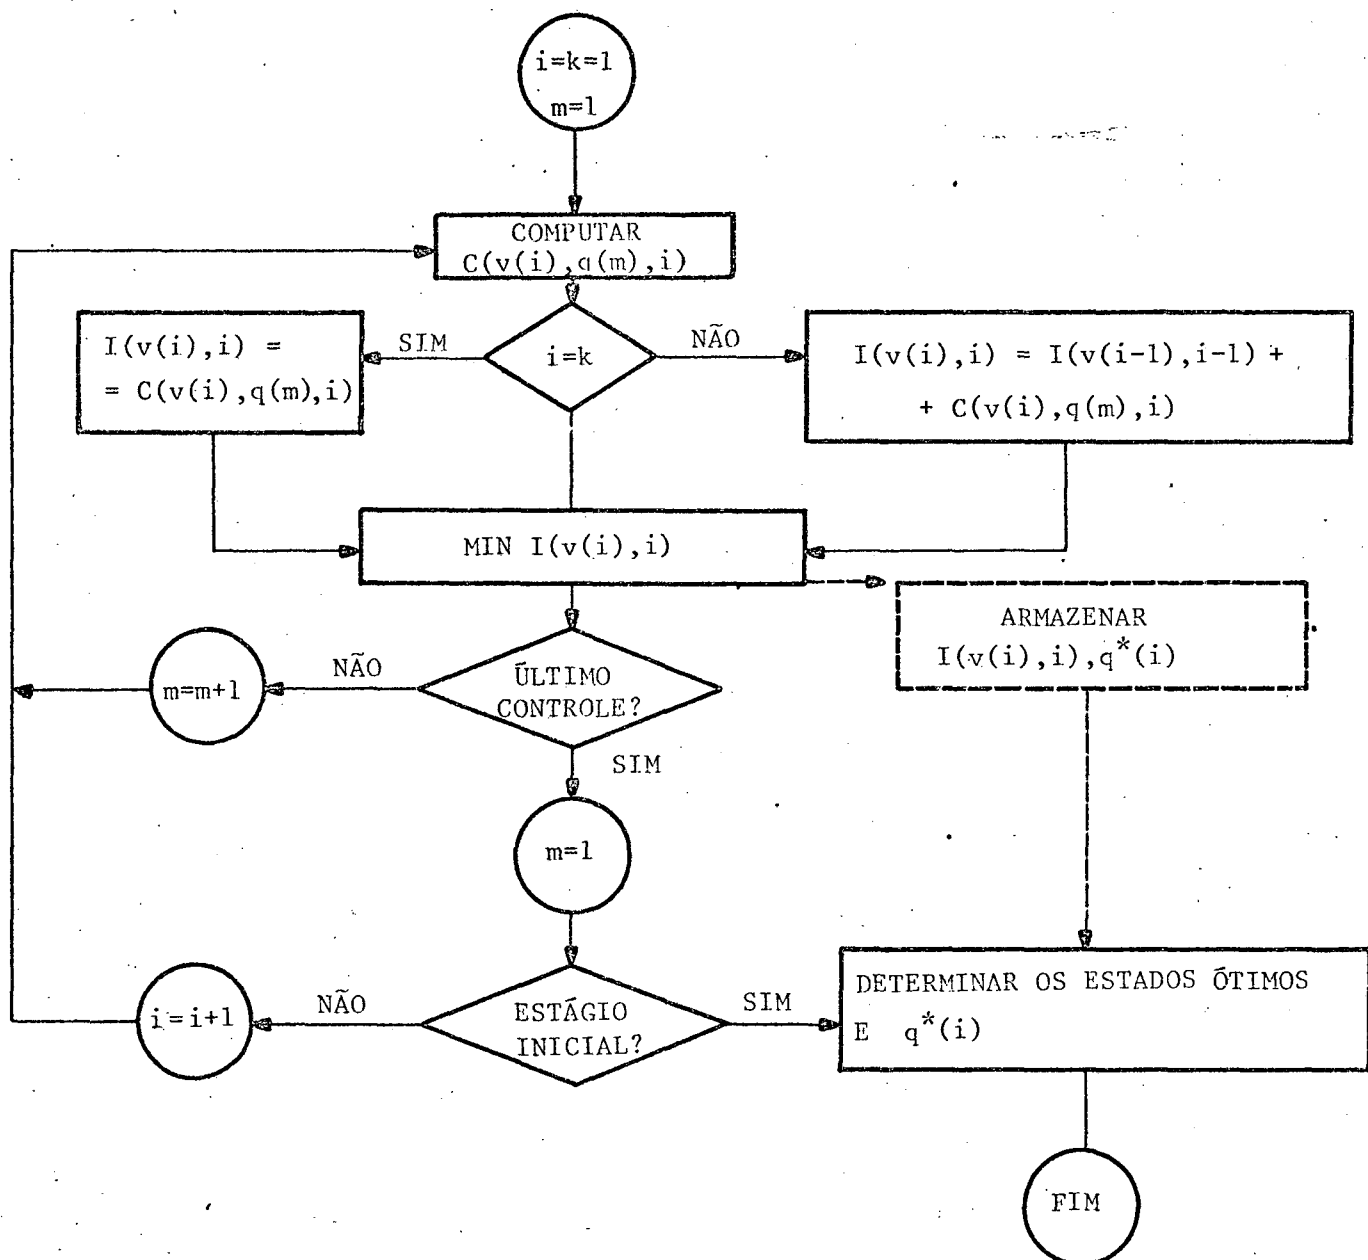 i=k=1
m=1
COMPUTAR
C(v(i),q(m),i)
SIM
i=k
NÃO
I(v(i),i) =
= C(v(i),q(m),i)
I(v(i),i) = I(v(i-1),i-1) +
+ C(v(i),q(m),i)
MIN I(v(i),i)
ARMAZENAR
I(v(i),i),q*(i)
m=m+1
NÃO
ÚLTIMO
CONTROLE?
SIM
m=1
i=i+1
NÃO
ESTÁGIO
INICIAL?
SIM
DETERMINAR OS ESTADOS ÓTIMOS
E q*(i)
FIM